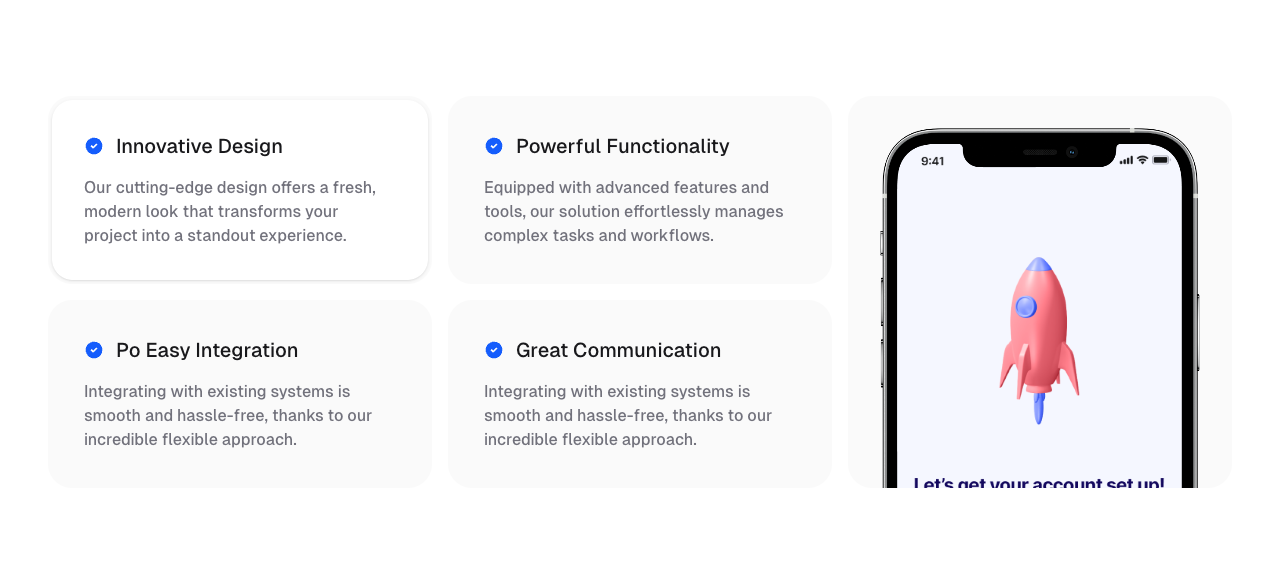 Innovative Design
Our cutting-edge design offers a fresh,
modern look that transforms your
project into a standout experience.
Powerful Functionality
Equipped with advanced features and
tools, our solution effortlessly manages
complex tasks and workflows.
Po Easy Integration
Integrating with existing systems is
smooth and hassle-free, thanks to our
incredible flexible approach.
Great Communication
Integrating with existing systems is
smooth and hassle-free, thanks to our
incredible flexible approach.
9:41
Let's get your account set up!